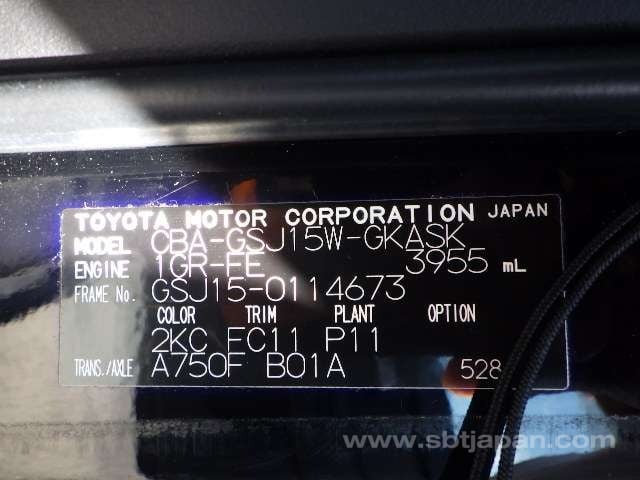 TOYOTA MOTOR CORPORATION JAPAN
MODEL CBA-GSJ15W-GKASK
ENGINE 1GR-FE 3955 mL
FRAME No. GSJ15-0114673
COLOR TRIM PLANT OPTION
2KC FC11 P11
TRANS./AXLE A750F B01A 528
www.sbtjapan.com